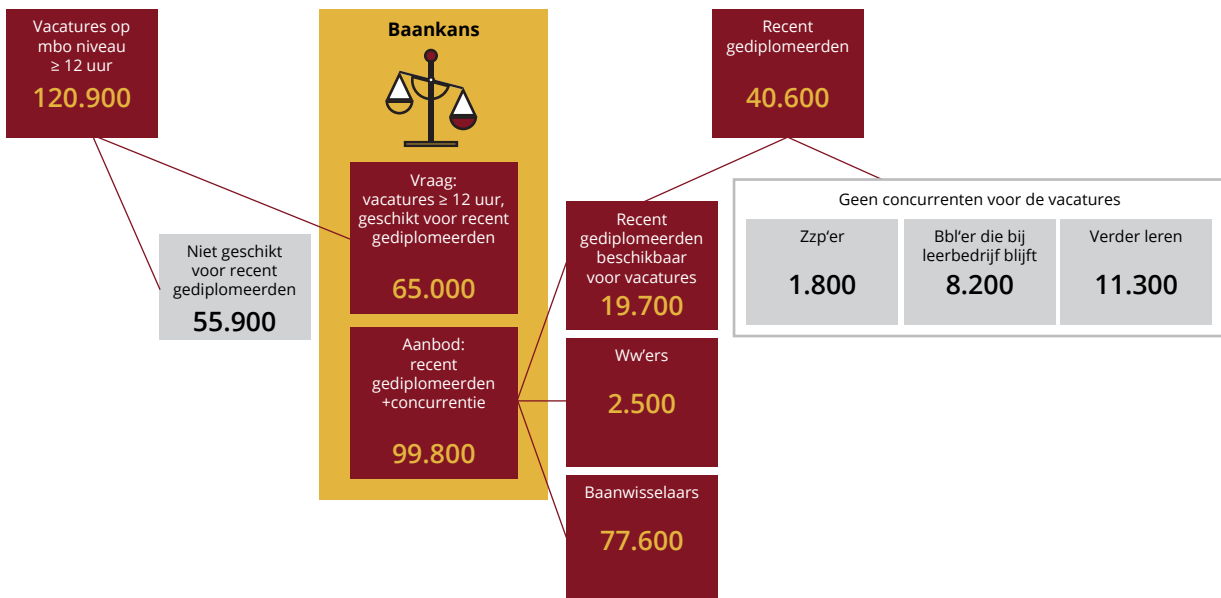 Vacatures op
mbo niveau
≥ 12 uur
120.900
Niet geschikt
voor recent
gediplomeerden
55.900
Baankans
Vraag:
vacatures ≥ 12 uur,
geschikt voor recent
gediplomeerden
65.000
Aanbod:
recent
gediplomeerden
+concurrentie
99.800
Recent
gediplomeerden
40.600
Recent
gediplomeerden
beschikbaar
voor vacatures
19.700
Ww'ers
2.500
Baanwisselaars
77.600
Geen concurrenten voor de vacatures
Zzp‘er
1.800
Bbl‘er die bij
leerbedrijf blijft
8.200
Verder leren
11.300